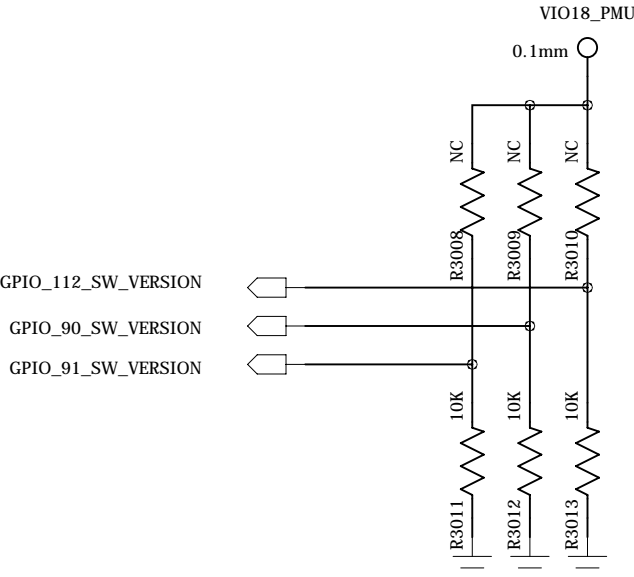 VIO18_PMU
0.1mm
NC
NC
NC
R3008
R3009
R3010
GPIO_112_SW_VERSION
GPIO_90_SW_VERSION
GPIO_91_SW_VERSION
10K
10K
10K
R3011
R3012
R3013